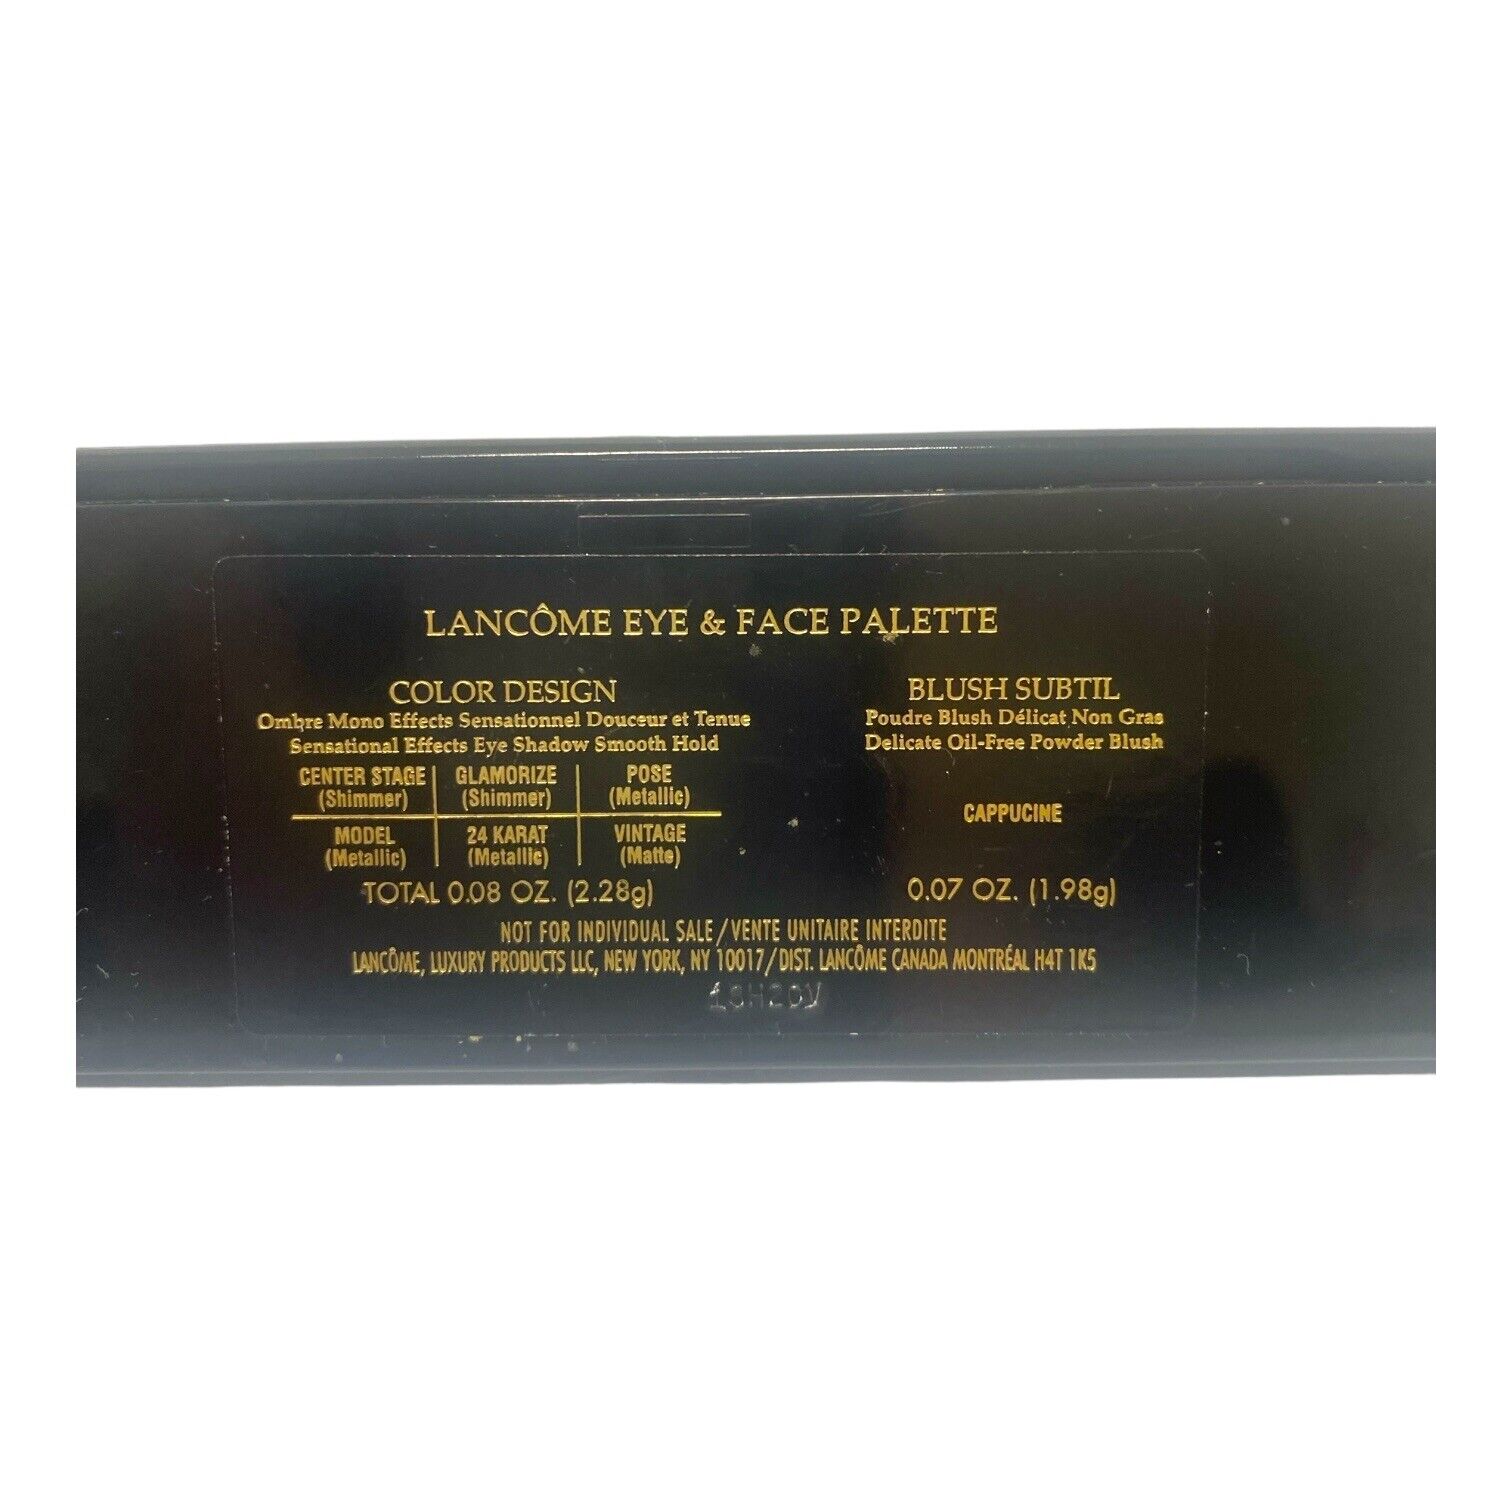 LANCÔME EYE & FACE PALETTE
COLOR DESIGN
Ombre Mono Effects Sensationnel Douceur et Tenue
Sensational Effects Eye Shadow Smooth Hold
CENTER STAGE GLAMORIZE POSE
(Shimmer) (Shimmer) (Metallic)
MODEL 24 KARAT VINTAGE
(Metallic) (Metallic) (Matte)
TOTAL 0.08 OZ. (2.28g)
BLUSH SUBTIL
Poudre Blush Délicat Non Gras
Delicate Oil-Free Powder Blush
CAPPUCINE
0.07 OZ. (1.98g)
NOT FOR INDIVIDUAL SALE/VENTE UNITAIRE INTERDITE
LANCÔME, LUXURY PRODUCTS LLC, NEW YORK, NY 10017/DIST. LANCÔME CANADA MONTRÉAL H4T 1K5